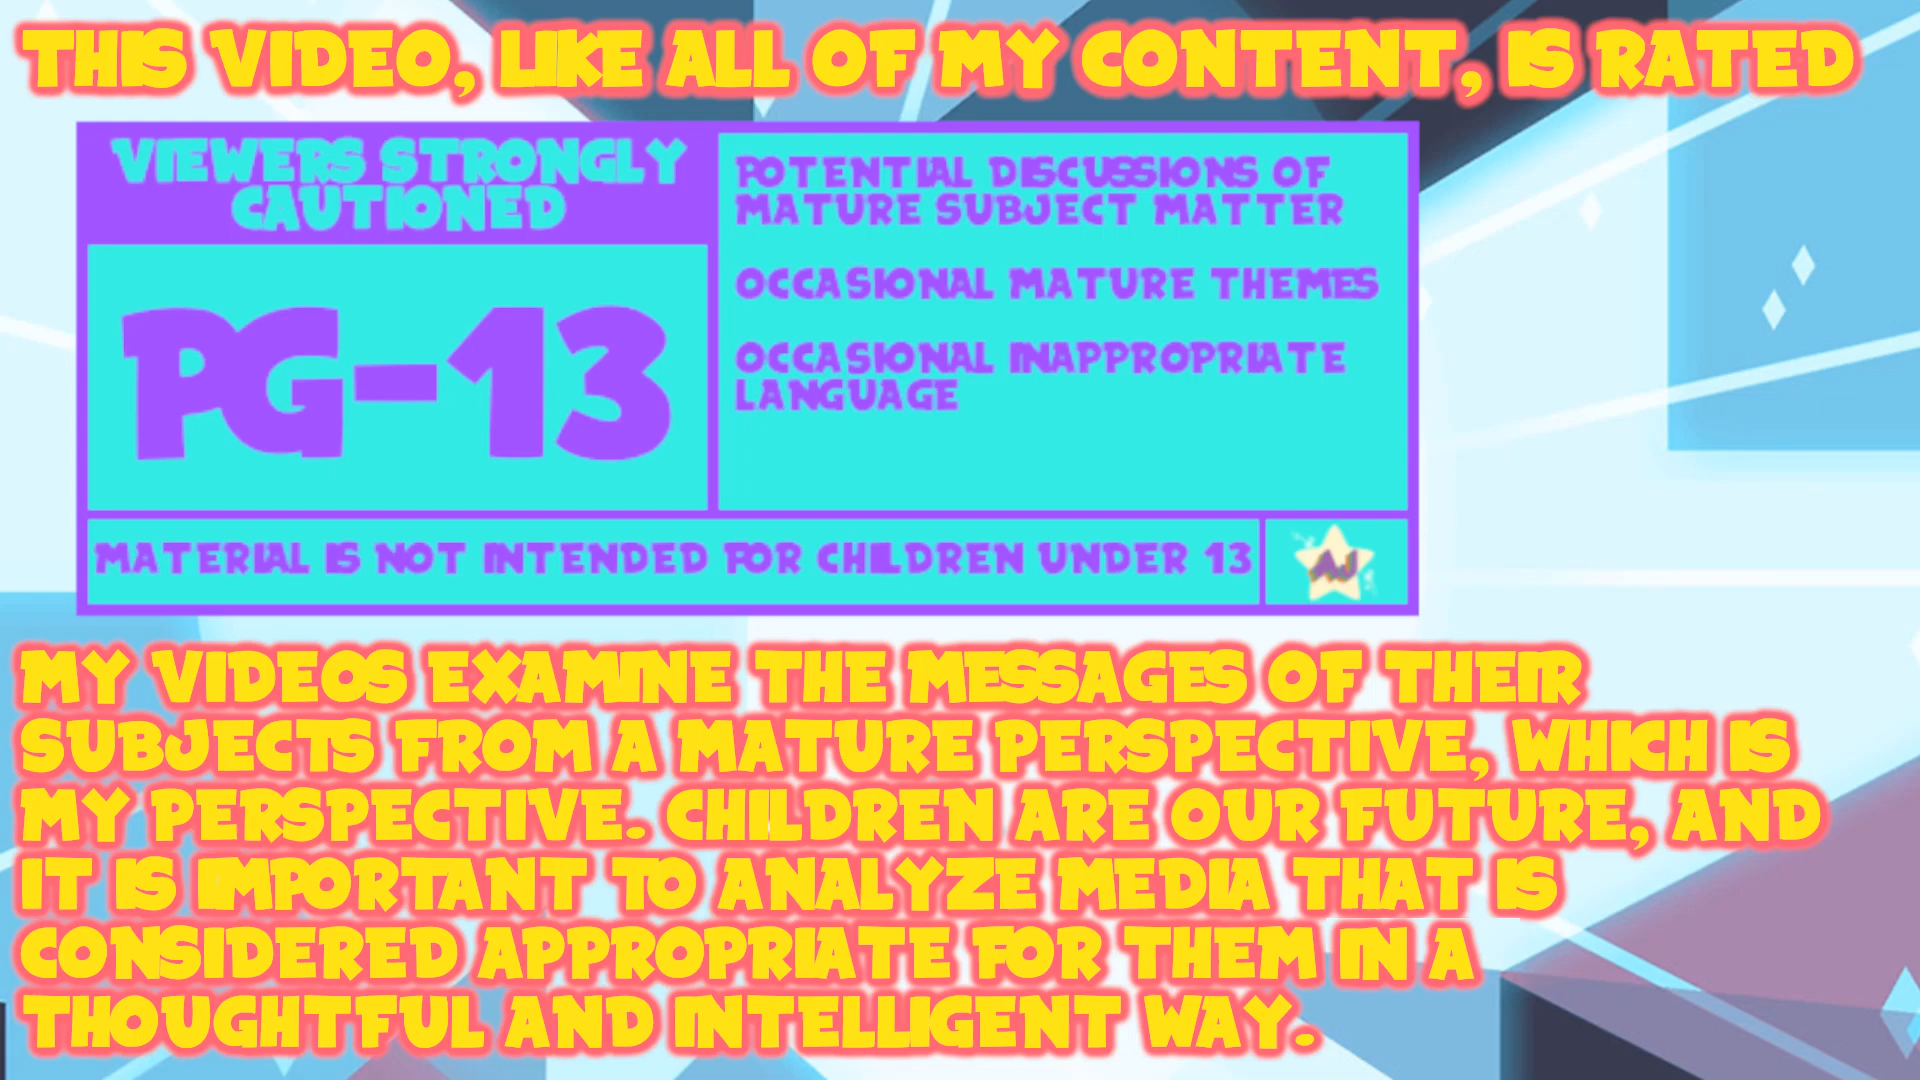 THIS VIDEO, LIKE ALL OF MY CONTENT, IS RATED
VIEWERS STRONGLY
CAUTIONED
PG-13
POTENTIAL DISCUSSIONS OF
MATURE SUBJECT MATTER
OCCASIONAL MATURE THEMES
OCCASIONAL INAPPROPRIATE
LANGUAGE
MATERIAL IS NOT INTENDED FOR CHILDREN UNDER 13
AJ
MY VIDEOS EXAMINE THE MESSAGES OF THEIR
SUBJECTS FROM A MATURE PERSPECTIVE, WHICH IS
MY PERSPECTIVE. CHILDREN ARE OUR FUTURE, AND
IT IS IMPORTANT TO ANALYZE MEDIA THAT IS
CONSIDERED APPROPRIATE FOR THEM IN A
THOUGHTFUL AND INTELLIGENT WAY.